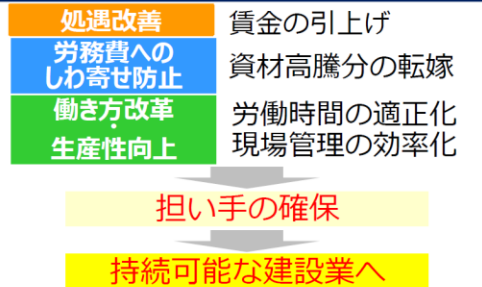 処遇改善 賃金の引上げ
労務費への
しわ寄せ防止 資材高騰分の転嫁
働き方改革 労働時間の適正化
・
生産性向上 現場管理の効率化
担い手の確保
持続可能な建設業へ